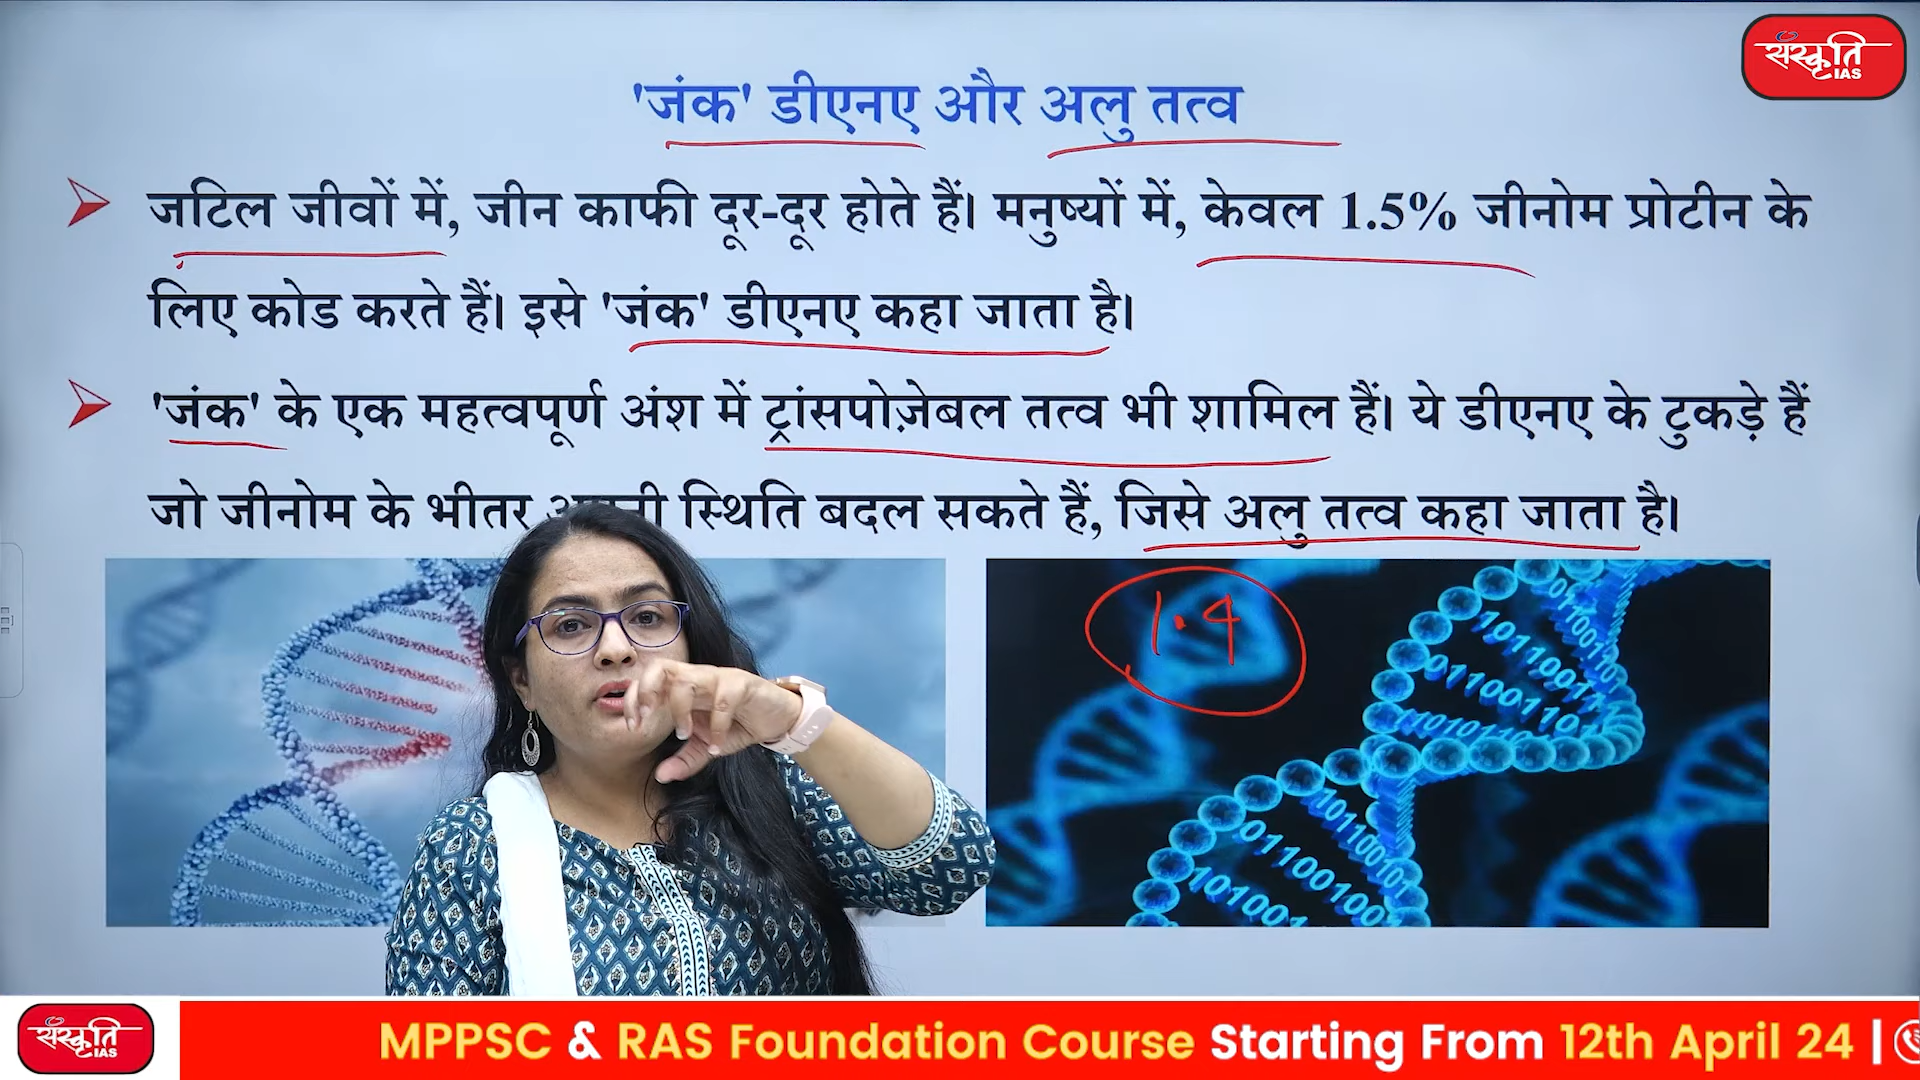 संस्कृति
IAS
'जंक' डीएनए और अलु तत्व
जटिल जीवों में, जीन काफी दूर-दूर होते हैं। मनुष्यों में, केवल 1.5% जीनोम प्रोटीन के
लिए कोड करते हैं। इसे 'जंक' डीएनए कहा जाता है।
'जंक' के एक महत्वपूर्ण अंश में ट्रांसपोज़ेबल तत्व भी शामिल हैं। ये डीएनए के टुकड़े हैं
जो जीनोम के भीतर स्थिति बदल सकते हैं, जिसे अलु तत्व कहा जाता है।
1.4
संस्कृति
IAS
MPPSC & RAS Foundation Course Starting From 12th April 24 |